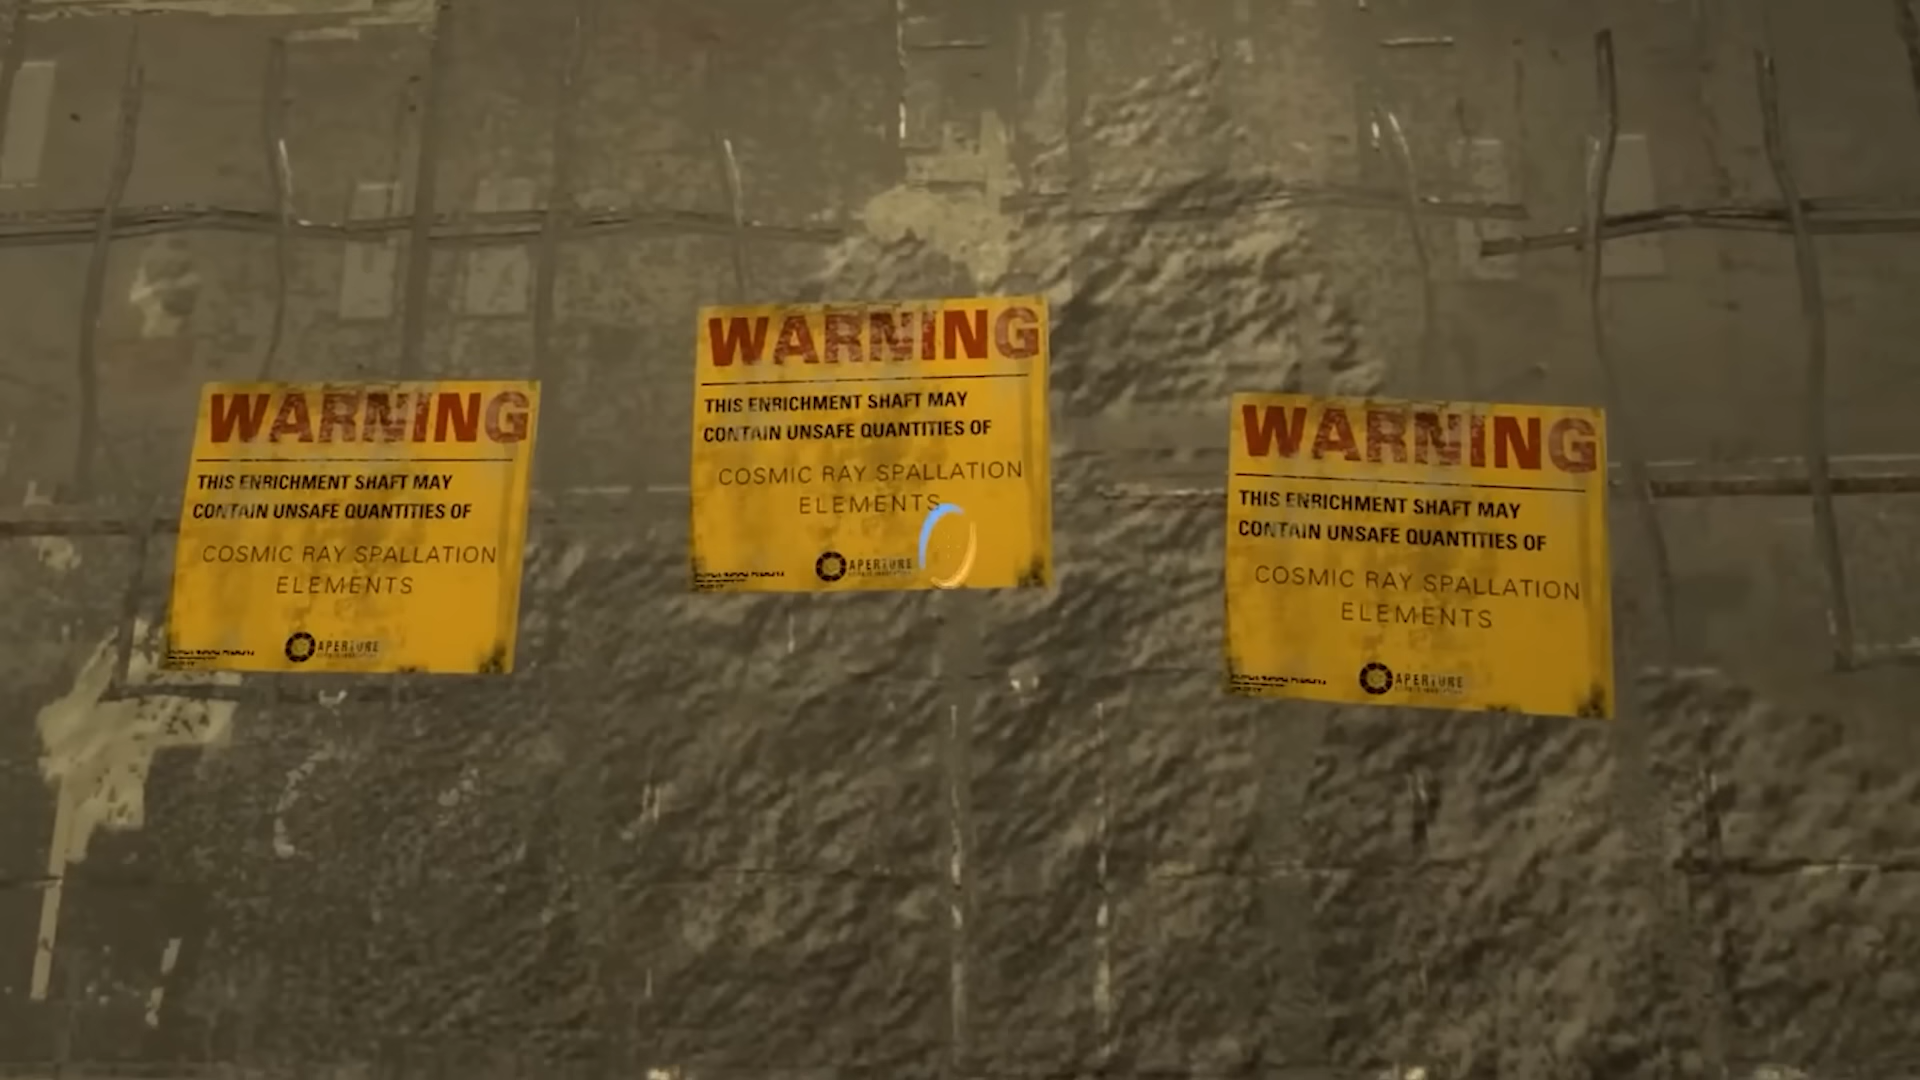 WARNING
THIS ENRICHMENT SHAFT MAY
CONTAIN UNSAFE QUANTITIES OF
COSMIC RAY SPALLATION
ELEMENTS
APERTURE
WARNING
THIS ENRICHMENT SHAFT MAY
CONTAIN UNSAFE QUANTITIES OF
COSMIC RAY SPALLATION
ELEMENTS
APERTURE
WARNING
THIS ENRICHMENT SHAFT MAY
CONTAIN UNSAFE QUANTITIES OF
COSMIC RAY SPALLATION
ELEMENTS
APERTURE